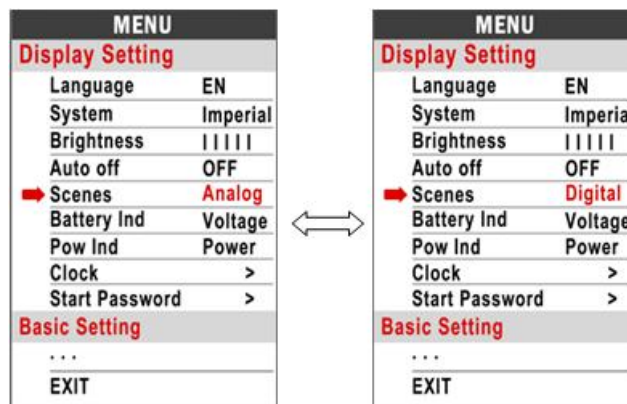 MENU
Display Setting
Language EN
System Imperial
Brightness | | | | |
Auto off OFF
Scenes Analog
Battery Ind Voltage
Pow Ind Power
Clock >
Start Password >
Basic Setting
. . .
EXIT
MENU
Display Setting
Language EN
System Imperia
Brightness | | | | |
Auto off OFF
Scenes Digital
Battery Ind Voltage
Pow Ind Power
Clock >
Start Password >
Basic Setting
. . .
EXIT